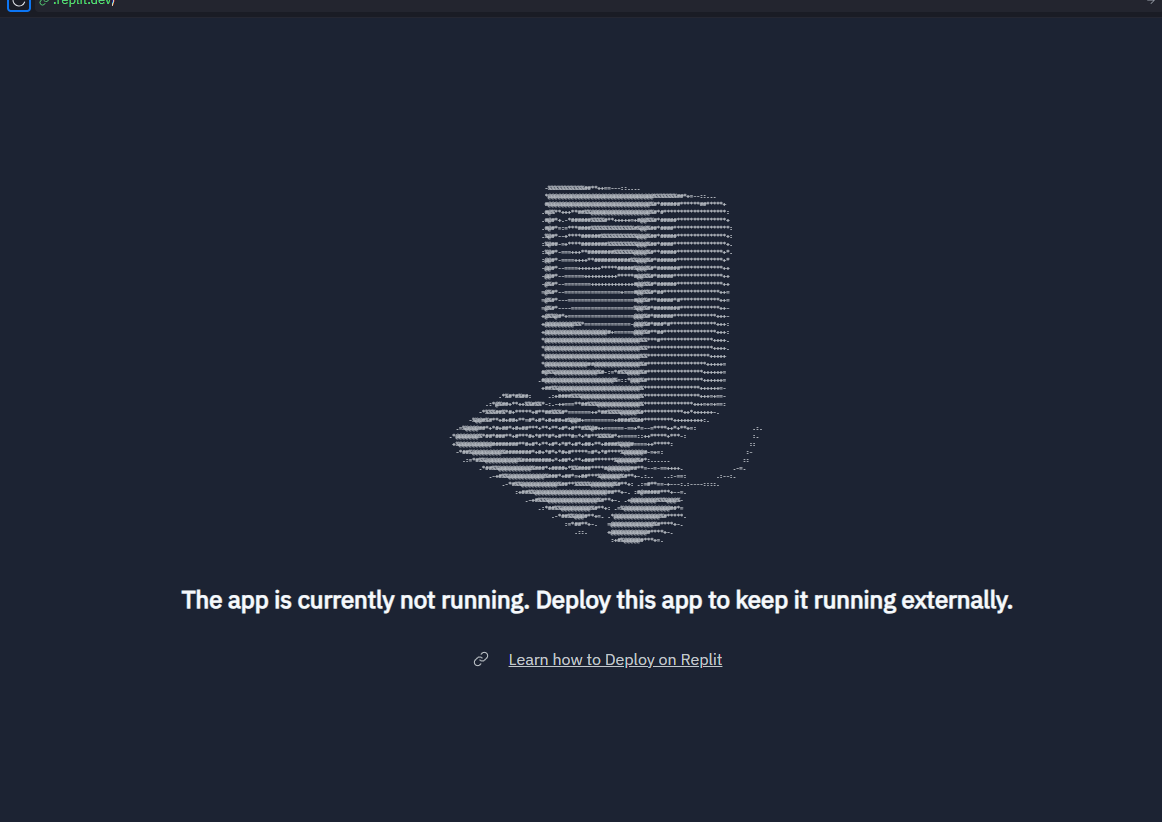 .replit.dev/
The app is currently not running. Deploy this app to keep it running externally.
Learn how to Deploy on Replit